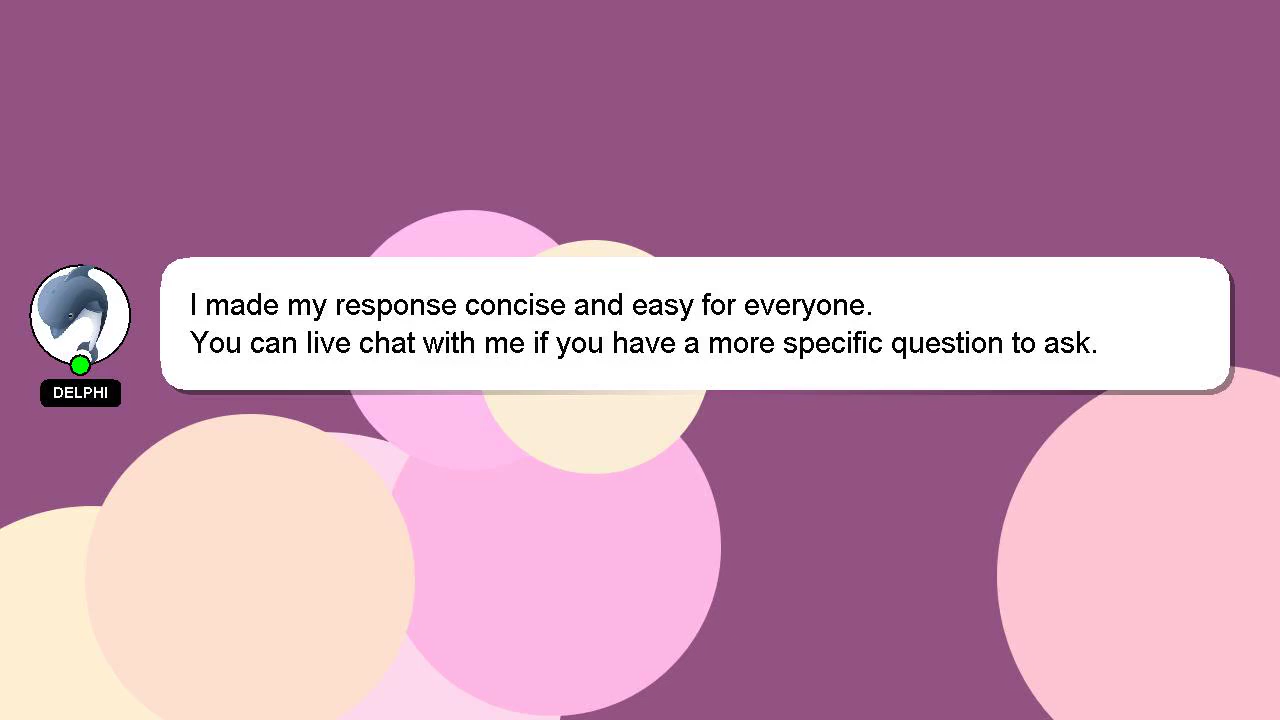 I made my response concise and easy for everyone.
You can live chat with me if you have a more specific question to ask.
DELPHI